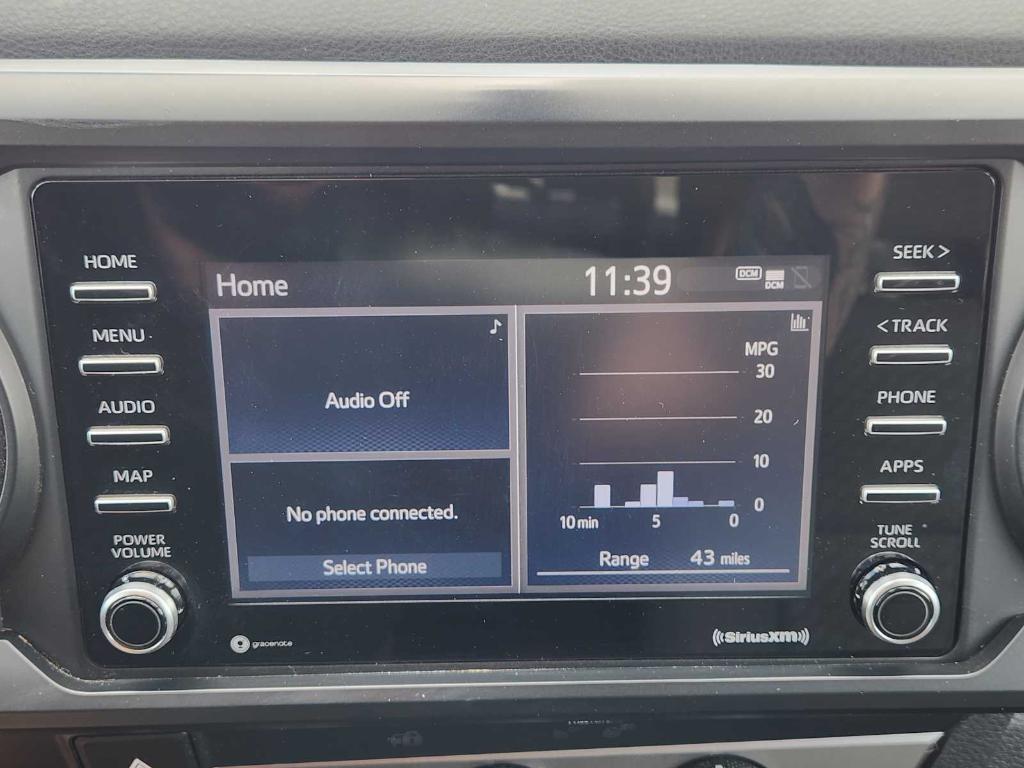 HOME
MENU
AUDIO
MAP
POWER
VOLUME
Home
11:39
DCM
DCM
Audio Off
No phone connected.
Select Phone
MPG
30
20
10
0
10 min
5
0
Range 43 miles
SEEK >
< TRACK
PHONE
APPS
TUNE
SCROLL
gracenote
SiriusXM